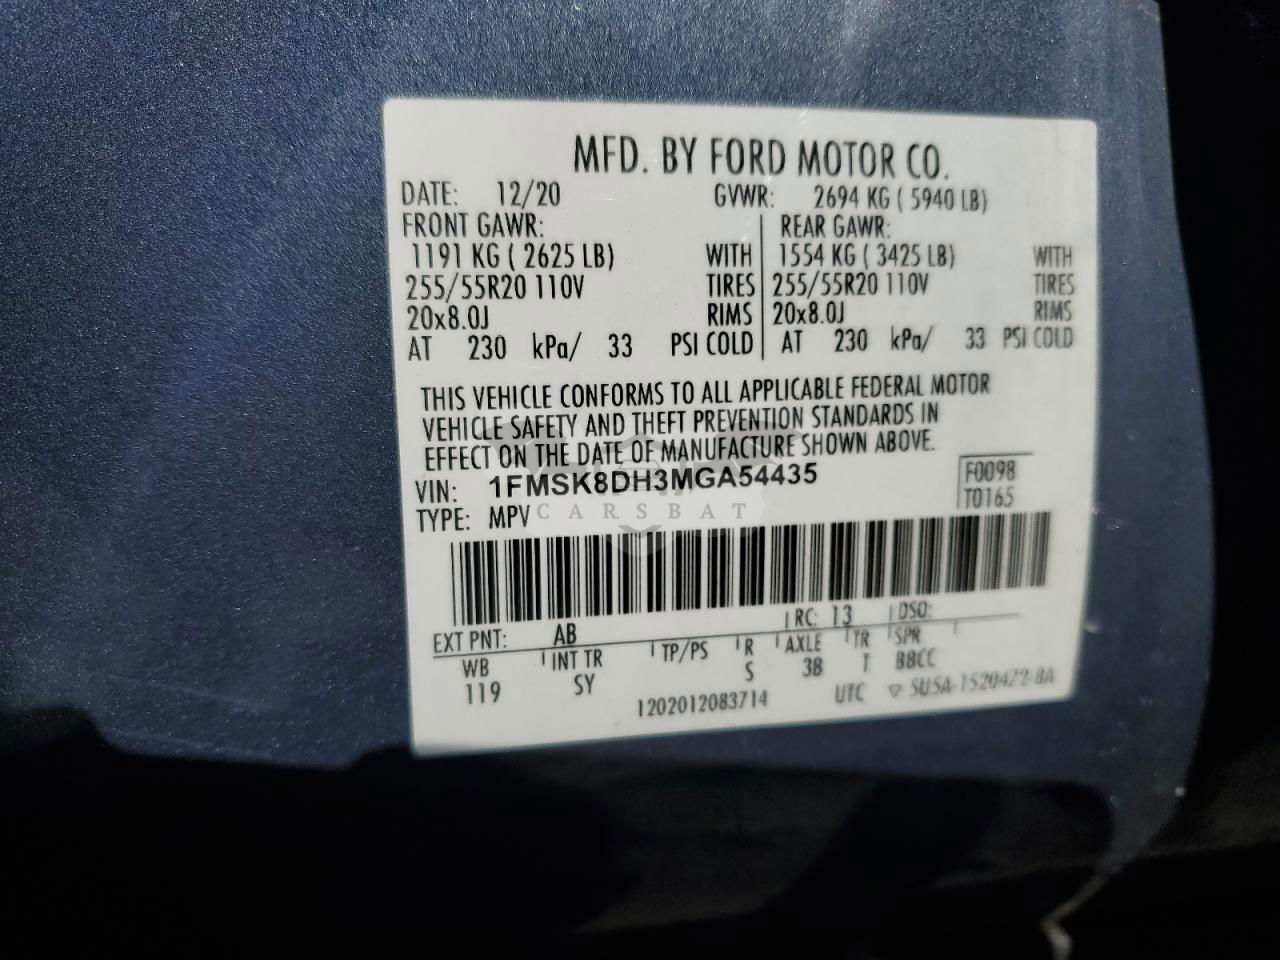 MFD. BY FORD MOTOR CO.
DATE: 12/20 GVWR: 2694 KG ( 5940 LB)
FRONT GAWR: REAR GAWR:
1191 KG ( 2625 LB) WITH 1554 KG ( 3425 LB) WITH
255/55R20 110V TIRES 255/55R20 110V TIRES
20x8.0J RIMS 20x8.0J RIMS
AT 230 kPa/ 33 PSI COLD AT 230 kPa/ 33 PSI COLD
THIS VEHICLE CONFORMS TO ALL APPLICABLE FEDERAL MOTOR
VEHICLE SAFETY AND THEFT PREVENTION STANDARDS IN
EFFECT ON THE DATE OF MANUFACTURE SHOWN ABOVE.
VIN: 1FMSK8DH3MGA54435 F0098
TYPE: MPV T0165
CARSBAT
EXT PNT: AB RC: 13 DSO:
WB INT TR TP/PS R AXLE TR SPR
119 SY S 3B T BBCC
1202012083714 UTC ▽ 5U5A-1520472-BA